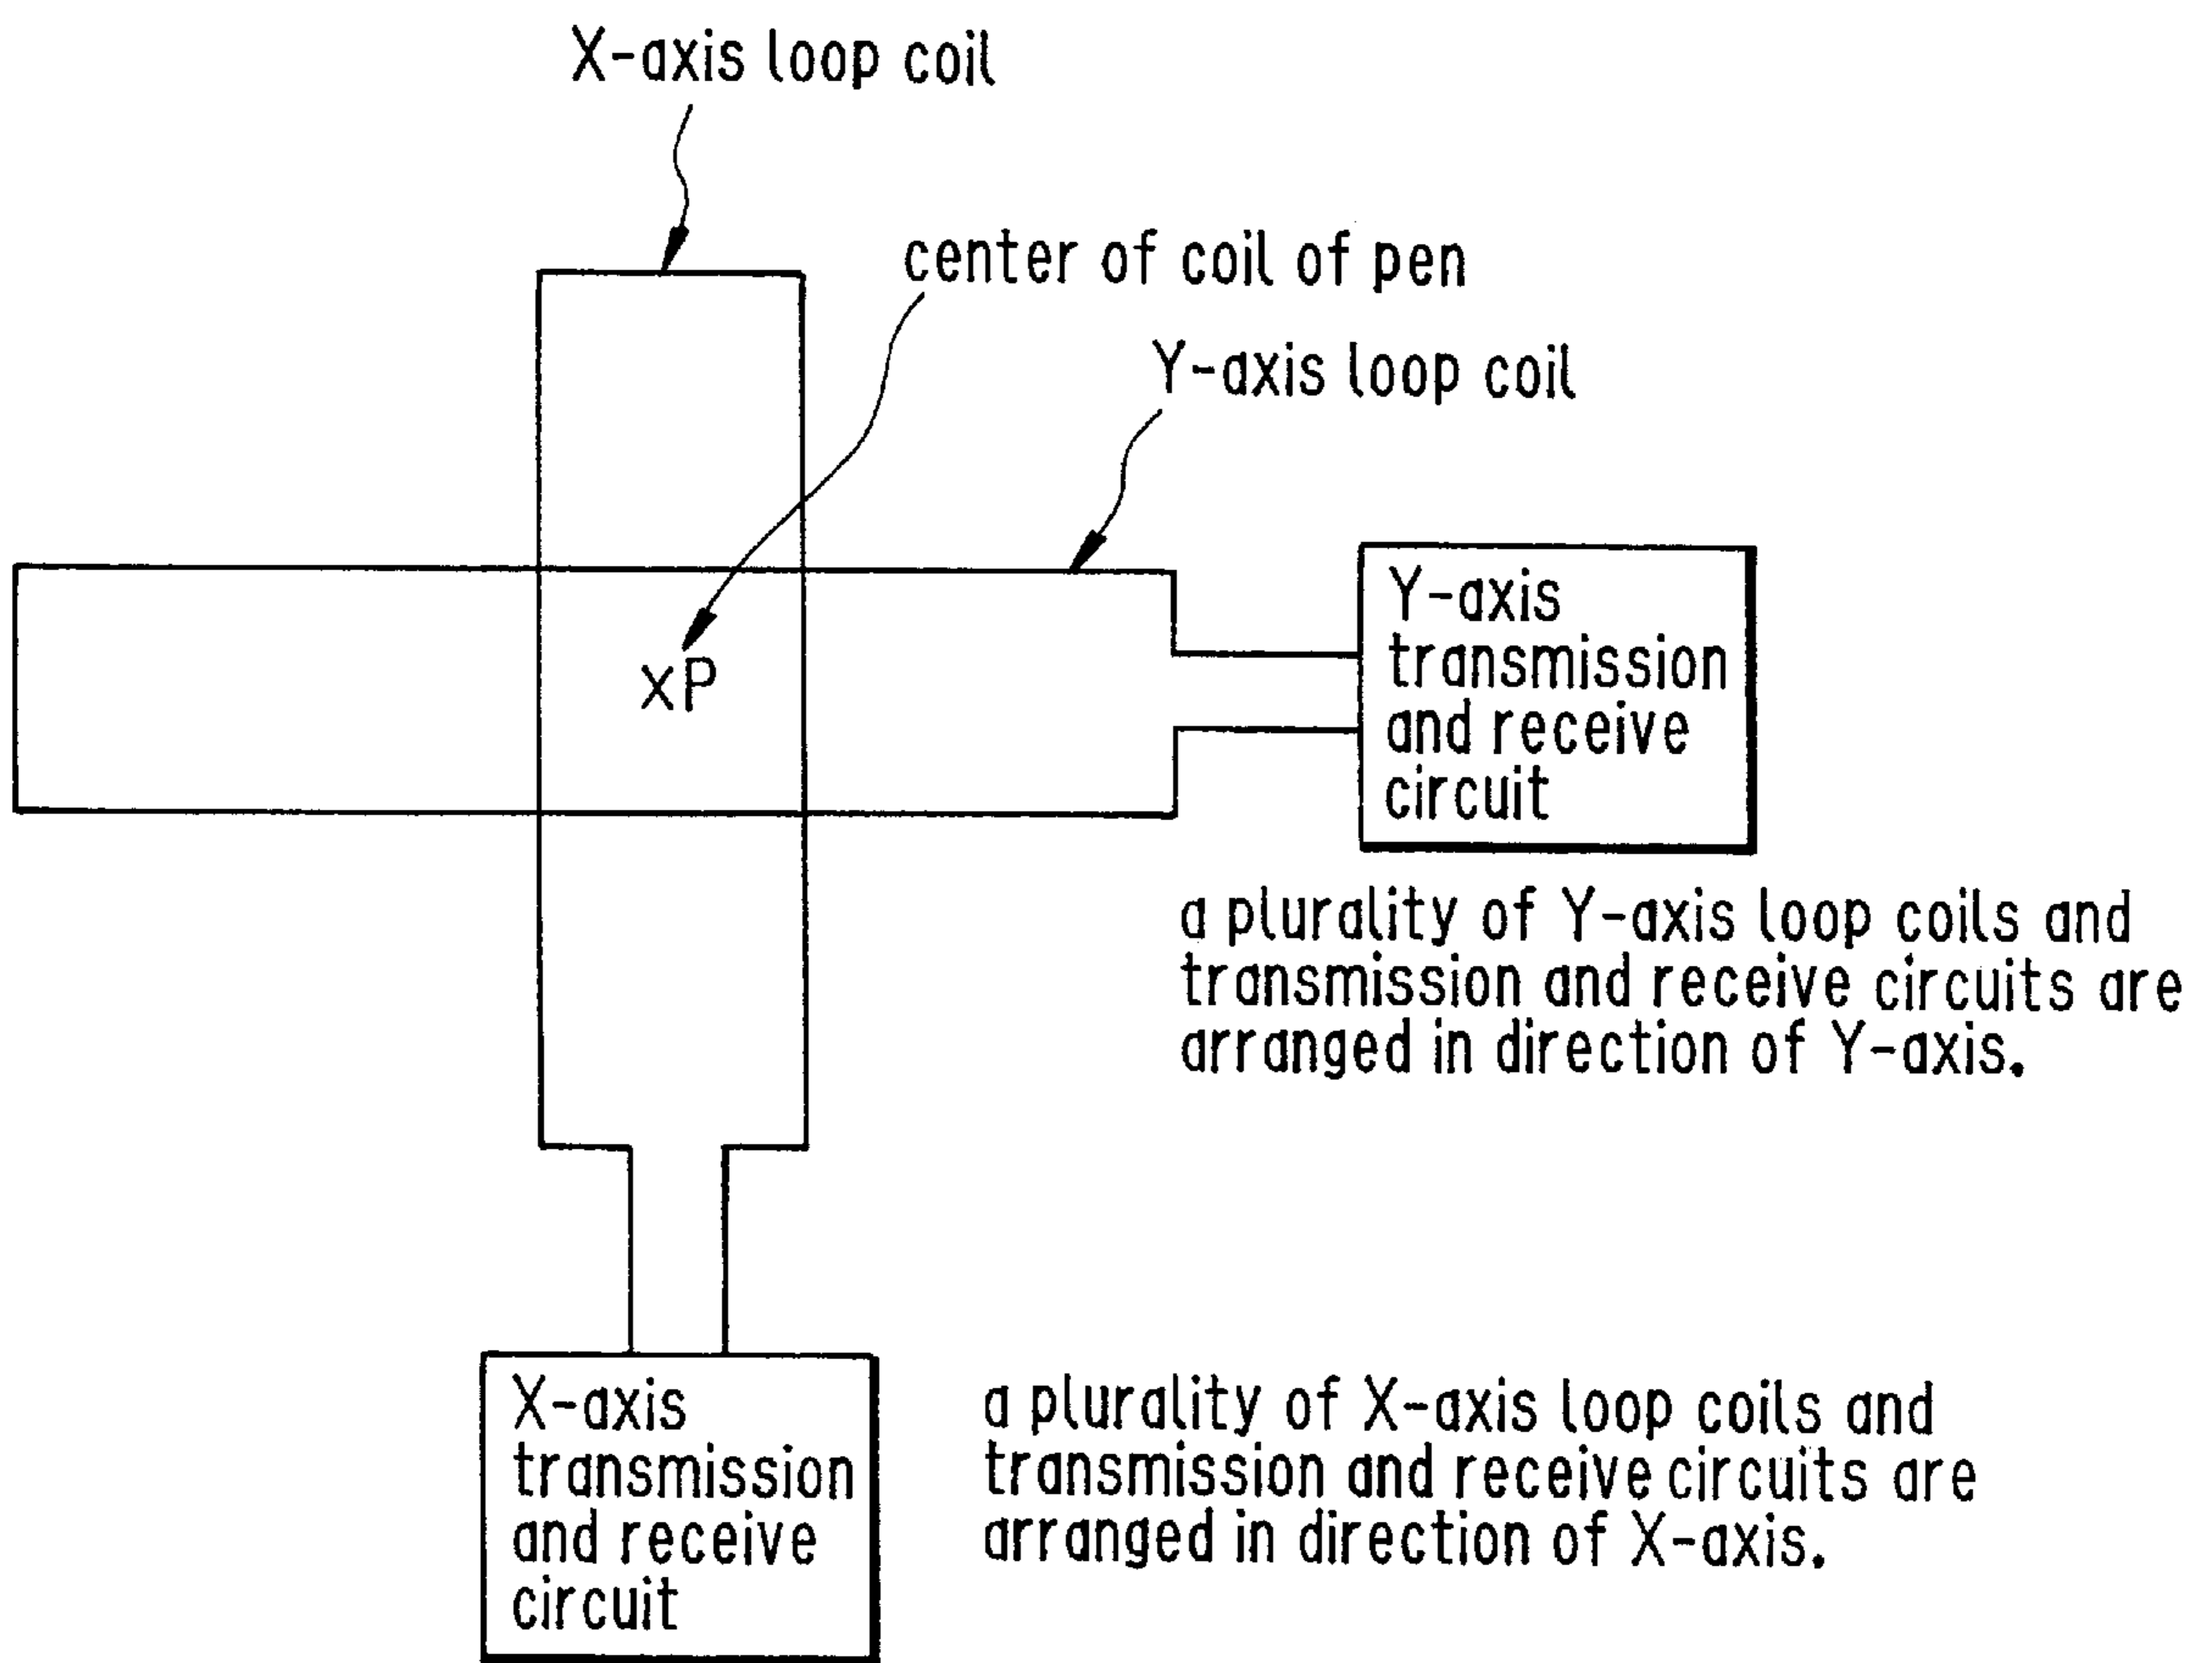 X-axis loop coil
center of coil of pen
Y-axis loop coil
xP
Y-axis
transmission
and receive
circuit
a plurality of Y-axis loop coils and
transmission and receive circuits are
arranged in direction of Y-axis.
X-axis
transmission
and receive
circuit
a plurality of X-axis loop coils and
transmission and receive circuits are
arranged in direction of X-axis.